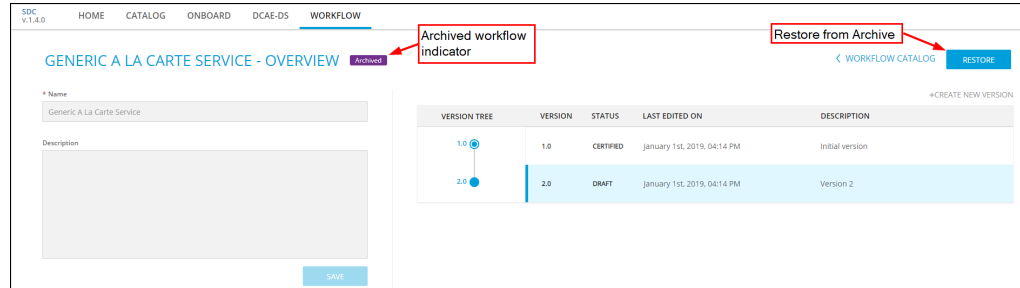 SDC
v.1.4.0
HOME CATALOG ONBOARD DCAE-DS WORKFLOW
Archived workflow
indicator
Restore from Archive
GENERIC A LA CARTE SERVICE - OVERVIEW Archived
WORKFLOW CATALOG RESTORE
* Name
Generic A La Carte Service
Description
SAVE
+CREATE NEW VERSION
VERSION TREE VERSION STATUS LAST EDITED ON DESCRIPTION
1.0 1.0 CERTIFIED January 1st, 2019, 04:14 PM Initial version
2.0 2.0 DRAFT January 1st, 2019, 04:14 PM Version 2